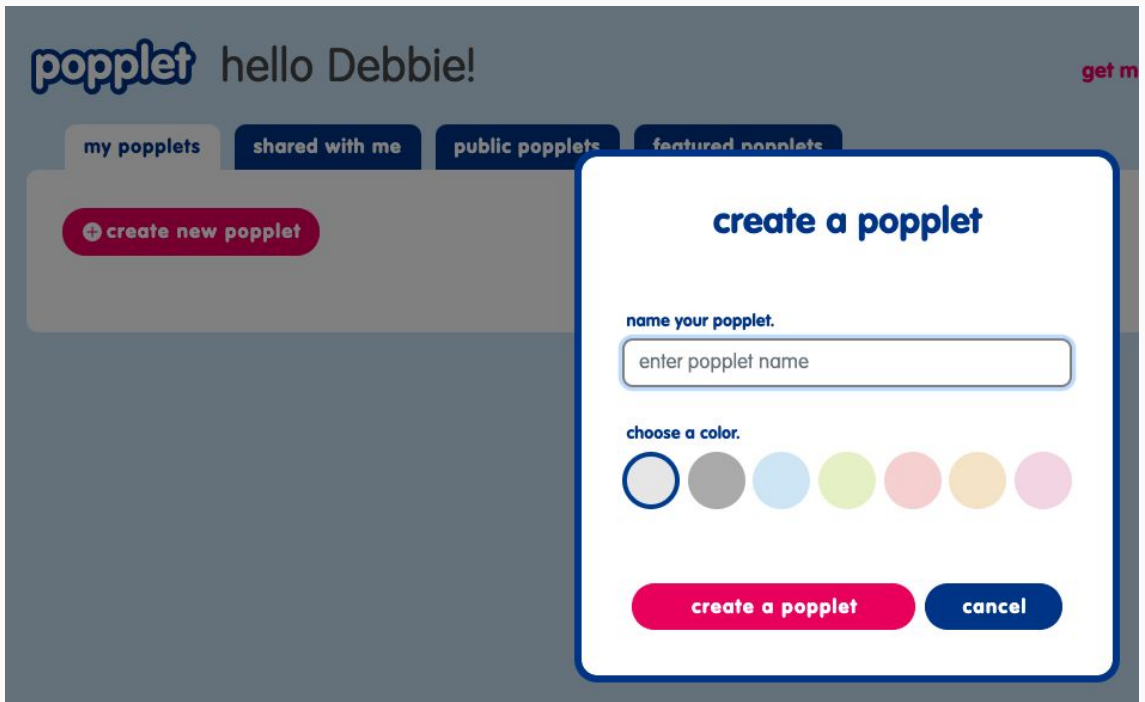 popplet hello Debbie!
get m
my popplets shared with me public popplets featured popplets
create new popplet
create a popplet
name your popplet.
enter popplet name
choose a color.
create a popplet cancel